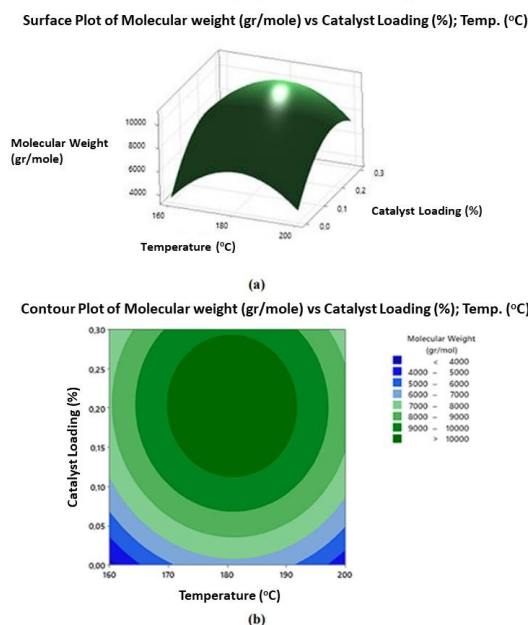 Surface Plot of Molecular weight (gr/mole) vs Catalyst Loading (%); Temp. (°C)
Molecular Weight
(gr/mole)
10000
8000
6000
4000
160
180
200
0.0
0.1
0.2
0.3
Temperature (°C)
Catalyst Loading (%)
(a)
Contour Plot of Molecular weight (gr/mole) vs Catalyst Loading (%); Temp. (°C)
Catalyst Loading (%)
0,30
0,25
0,20
0,15
0,10
0,05
0,00
160
170
180
190
200
Temperature (°C)
Molecular Weight
(gr/mol)
< 4000
4000 – 5000
5000 – 6000
6000 – 7000
7000 – 8000
8000 – 9000
9000 – 10000
> 10000
(b)